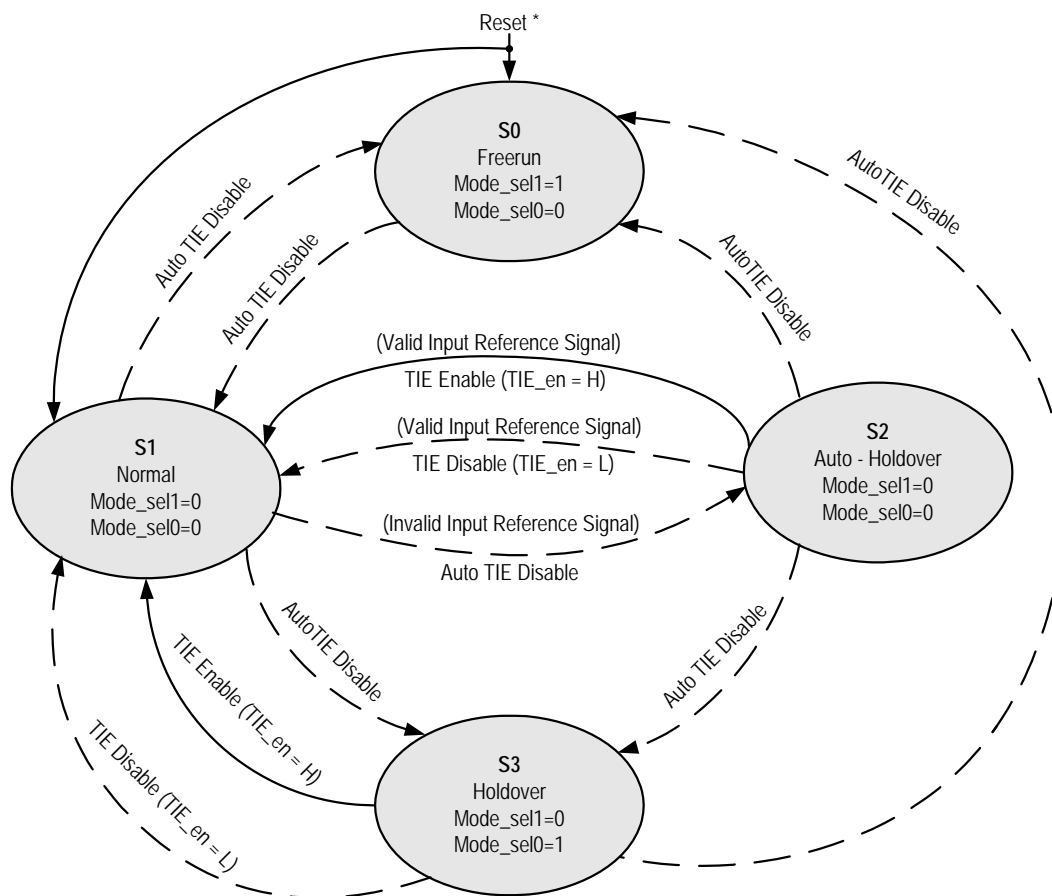 Reset *
S0
Freerun
Mode_sel1=1
Mode_sel0=0
AutoTIE Disable
Auto TIE Disable
Auto TIE Disable
AutoTIE Disable
(Valid Input Reference Signal)
TIE Enable (TIE_en = H)
(Valid Input Reference Signal)
TIE Disable (TIE_en = L)
(Invalid Input Reference Signal)
Auto TIE Disable
S1
Normal
Mode_sel1=0
Mode_sel0=0
S2
Auto - Holdover
Mode_sel1=0
Mode_sel0=0
AutoTIE Disable
Auto TIE Disable
TIE Enable (TIE_en = H)
TIE Disable (TIE_en = L)
S3
Holdover
Mode_sel1=0
Mode_sel0=1